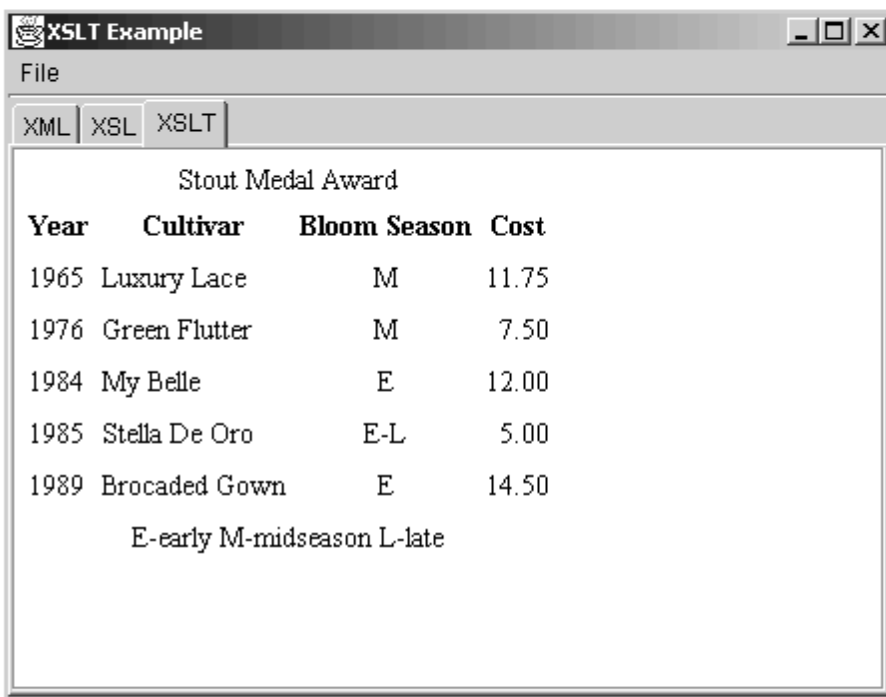 XSLT Example
File
XML XSL XSLT
Stout Medal Award
Year Cultivar Bloom Season Cost
1965 Luxury Lace M 11.75
1976 Green Flutter M 7.50
1984 My Belle E 12.00
1985 Stella De Oro E-L 5.00
1989 Brocaded Gown E 14.50
E-early M-midseason L-late